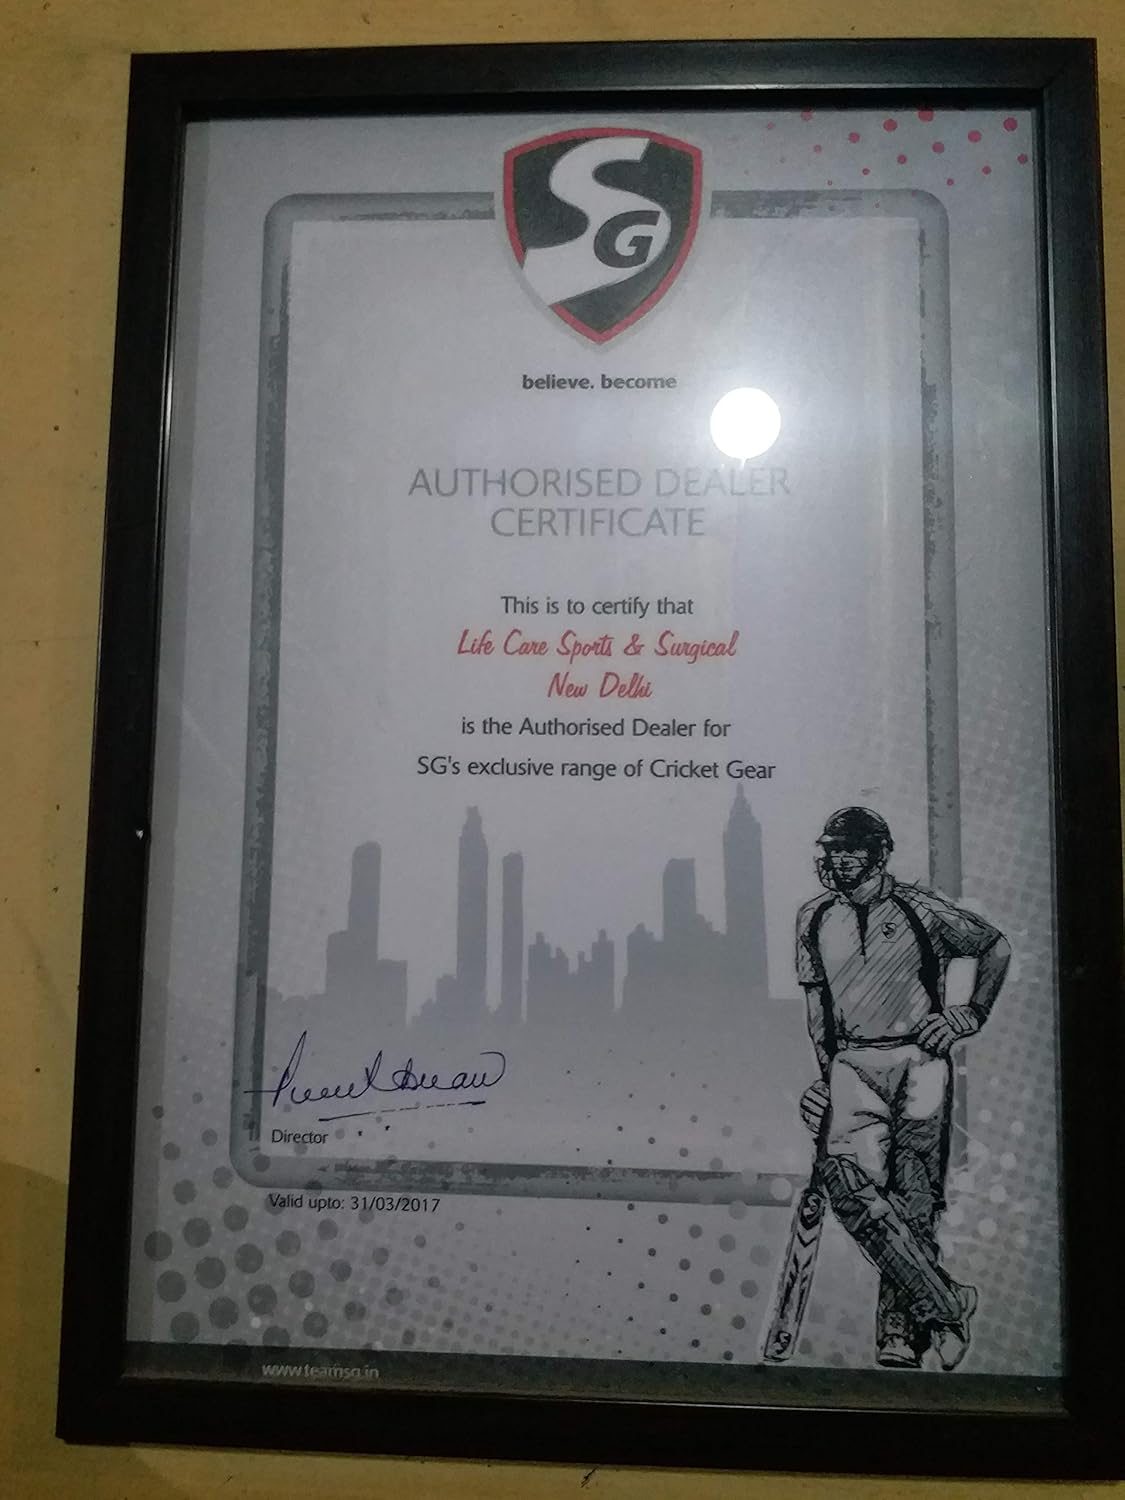 SG
believe. become
AUTHORISED DEALER
CERTIFICATE
This is to certify that
Life Care Sports & Surgical
New Delhi
is the Authorised Dealer for
SG's exclusive range of Cricket Gear
Director
Valid upto: 31/03/2017
www.teamsg.in